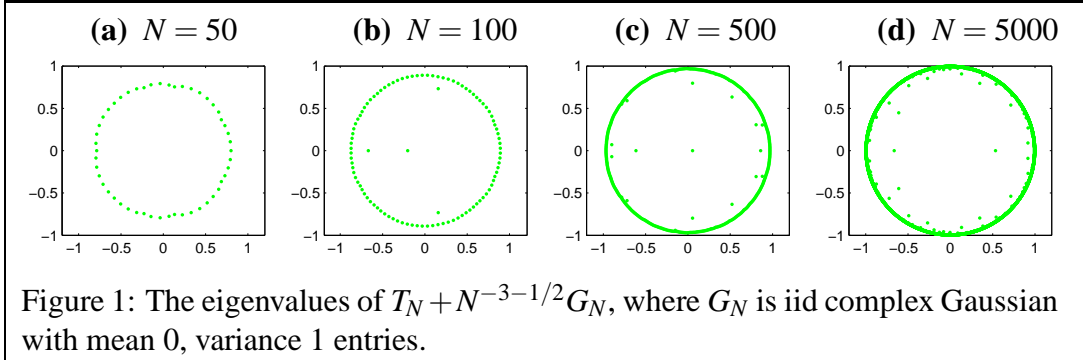 (a) N = 50
(b) N = 100
(c) N = 500
(d) N = 5000
1
0.5
0
−0.5
−1
−1 −0.5 0 0.5 1
1
0.5
0
−0.5
−1
−1 −0.5 0 0.5 1
1
0.5
0
−0.5
−1
−1 −0.5 0 0.5 1
1
0.5
0
−0.5
−1
−1 −0.5 0 0.5 1
Figure 1: The eigenvalues of T_N + N^{−3−1/2} G_N, where G_N is iid complex Gaussian
with mean 0, variance 1 entries.